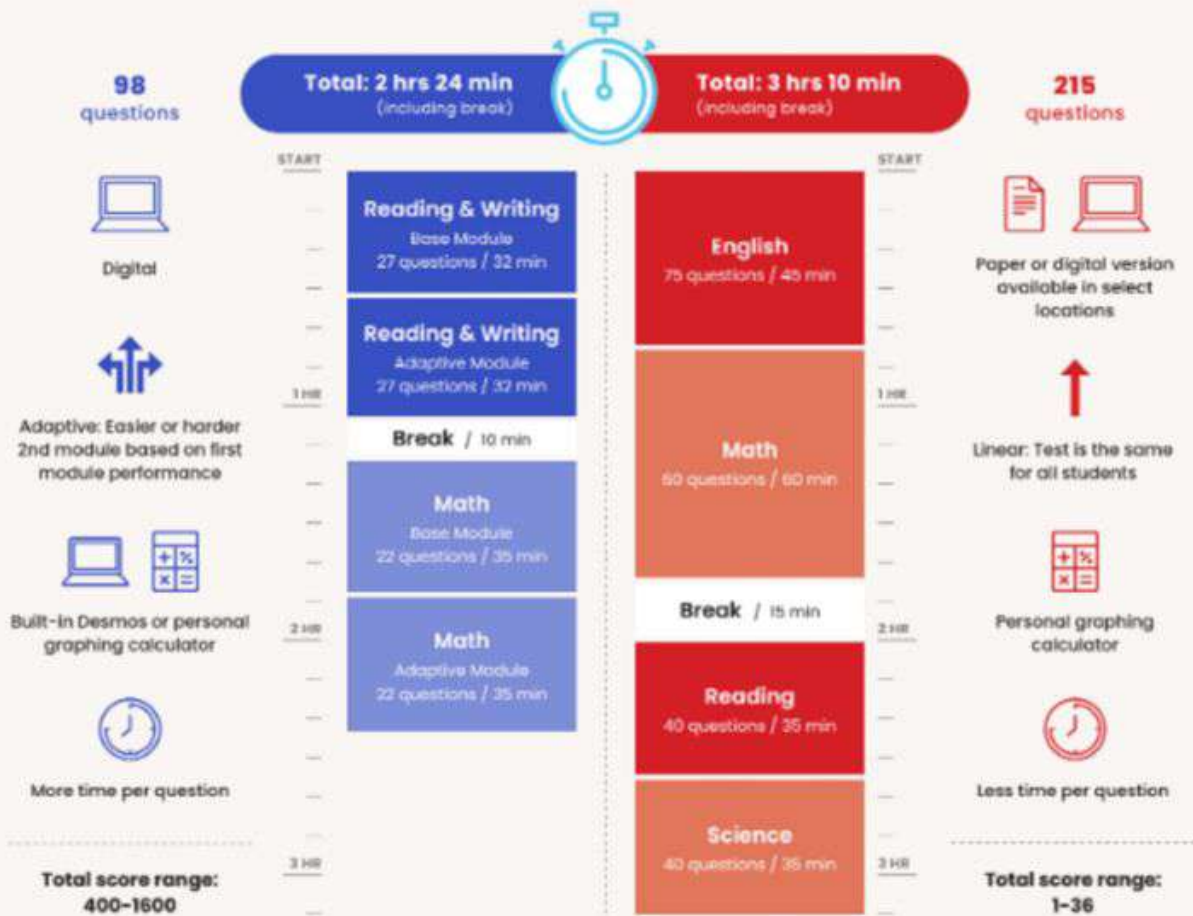 98
questions
Total: 2 hrs 24 min
(including break)
Total: 3 hrs 10 min
(including break)
215
questions
START
Digital
Adaptive: Easier or harder
2nd module based on first
module performance
Built-in Desmos or personal
graphing calculator
More time per question
Total score range:
400-1600
1 HR
2 HR
3 HR
Reading & Writing
Base Module
27 questions / 32 min
Reading & Writing
Adaptive Module
27 questions / 32 min
Break / 10 min
Math
Base Module
22 questions / 35 min
Math
Adaptive Module
22 questions / 35 min
English
75 questions / 45 min
Math
60 questions / 60 min
Break / 15 min
Reading
40 questions / 35 min
Science
40 questions / 35 min
START
1 HR
2 HR
3 HR
Paper or digital version
available in select
locations
Linear: Test is the same
for all students
Personal graphing
calculator
Less time per question
Total score range:
1-36